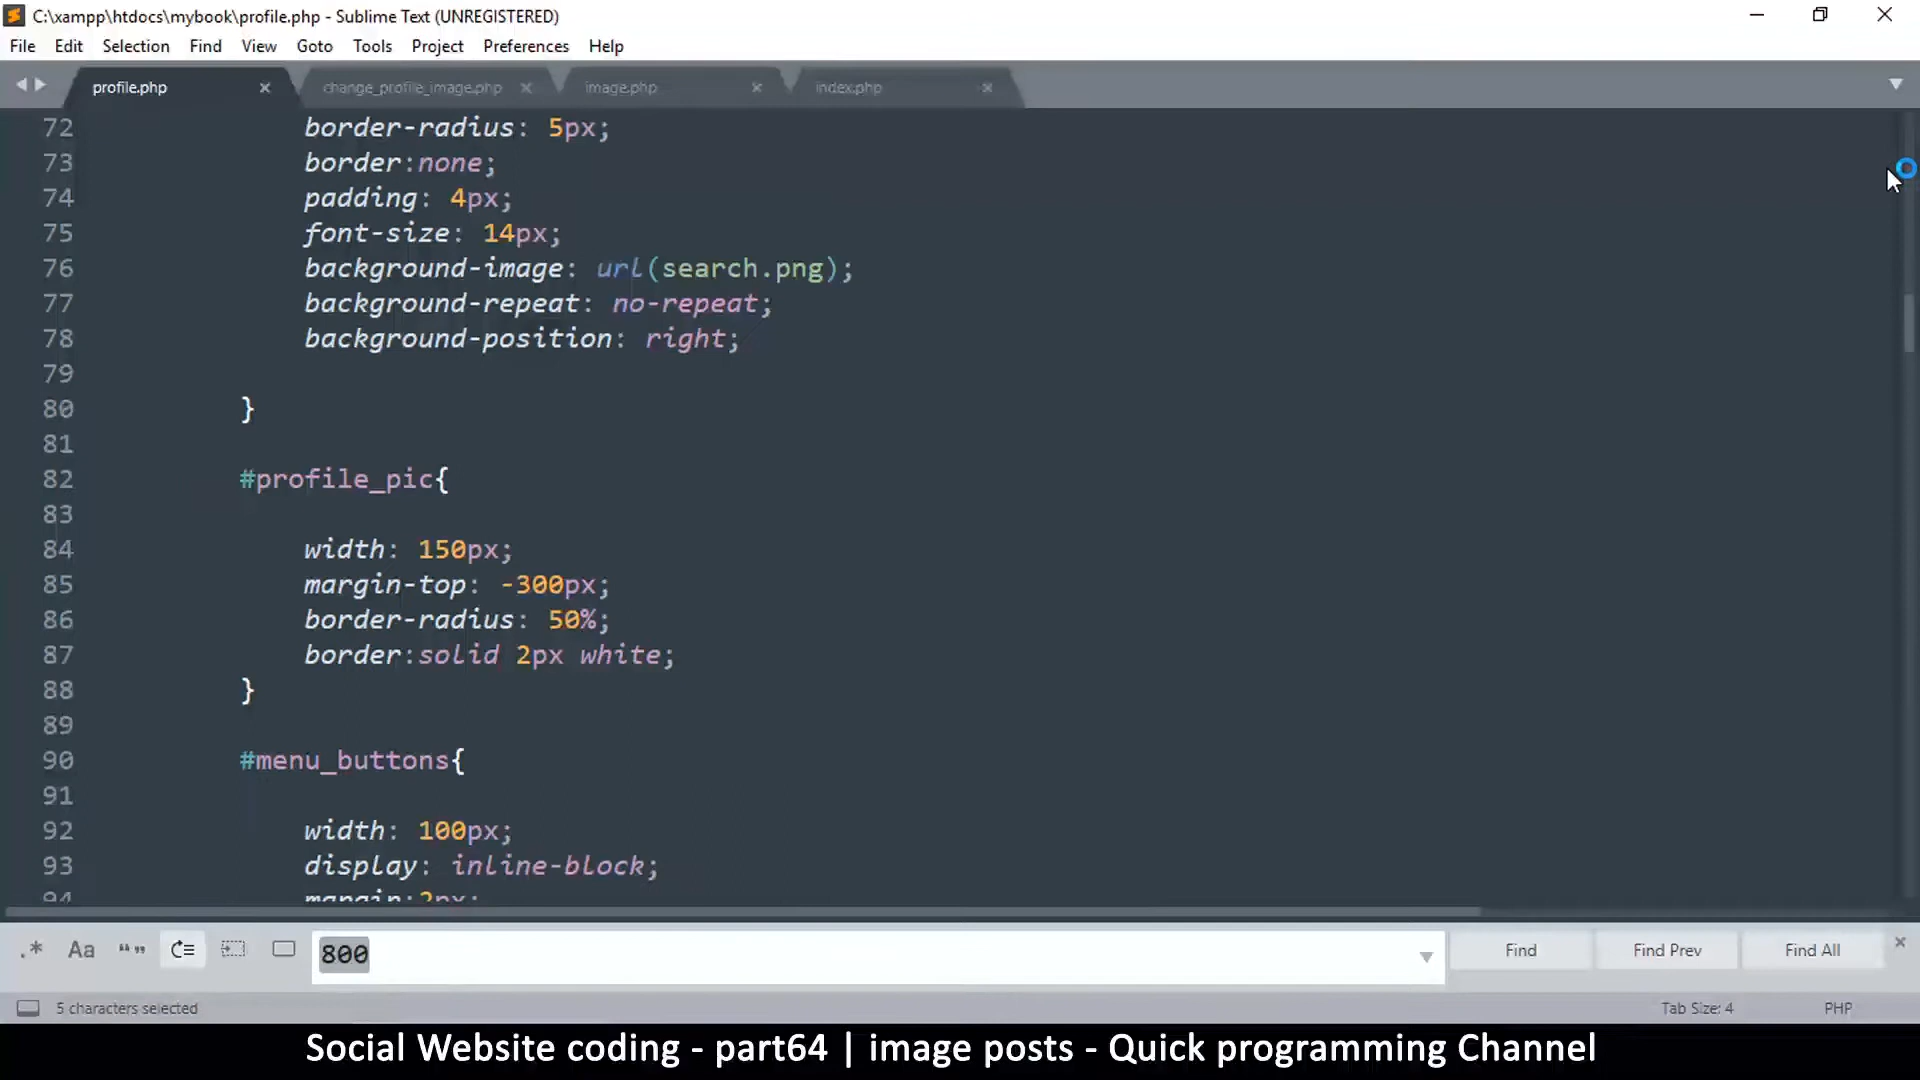 C:\xampp\htdocs\mybook\profile.php - Sublime Text (UNREGISTERED)
File Edit Selection Find View Goto Tools Project Preferences Help
profile.php change_profile_image.php image.php index.php
72 border-radius: 5px;
73 border:none;
74 padding: 4px;
75 font-size: 14px;
76 background-image: url(search.png);
77 background-repeat: no-repeat;
78 background-position: right;
79
80 }
81
82 #profile_pic{
83
84 width: 150px;
85 margin-top: -300px;
86 border-radius: 50%;
87 border:solid 2px white;
88 }
89
90 #menu_buttons{
91
92 width: 100px;
93 display: inline-block;
94 margin:2px;
.* Aa “” 800 Find Find Prev Find All
5 characters selected Tab Size: 4 PHP
Social Website coding - part64 | image posts - Quick programming Channel